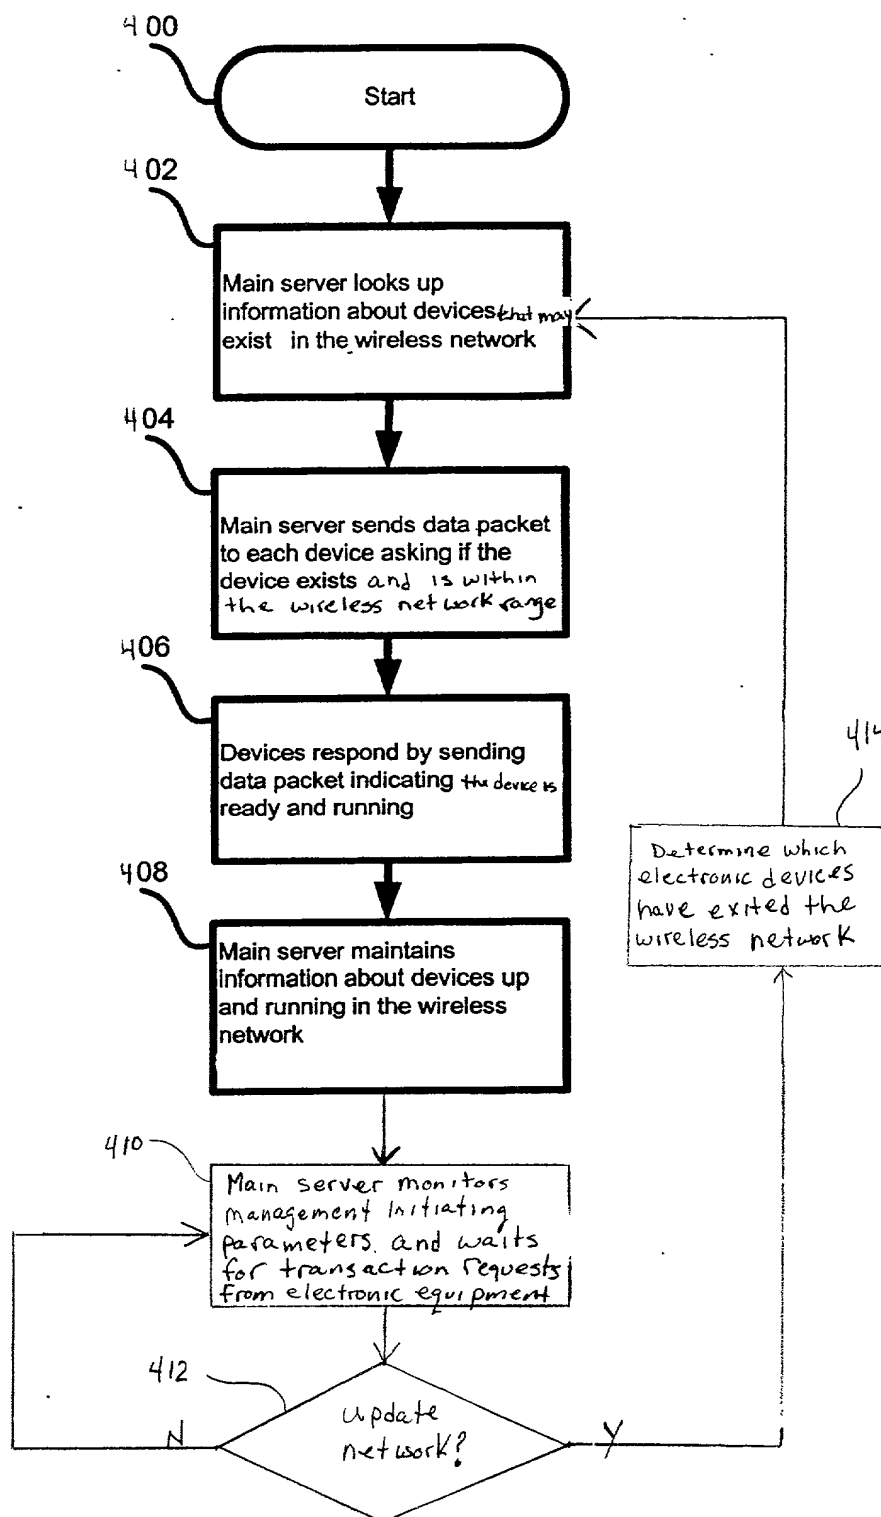 400
Start
402
Main server looks up
information about devices that may
exist in the wireless network
404
Main server sends data packet
to each device asking if the
device exists and is within
the wireless network range
406
Devices respond by sending
data packet indicating the device is
ready and running
408
Main server maintains
information about devices up
and running in the wireless
network
414
Determine which
electronic devices
have exited the
wireless network
410
Main server monitors
management initiating
parameters. and waits
for transaction requests
from electronic equipment
412
update
network?
N
Y